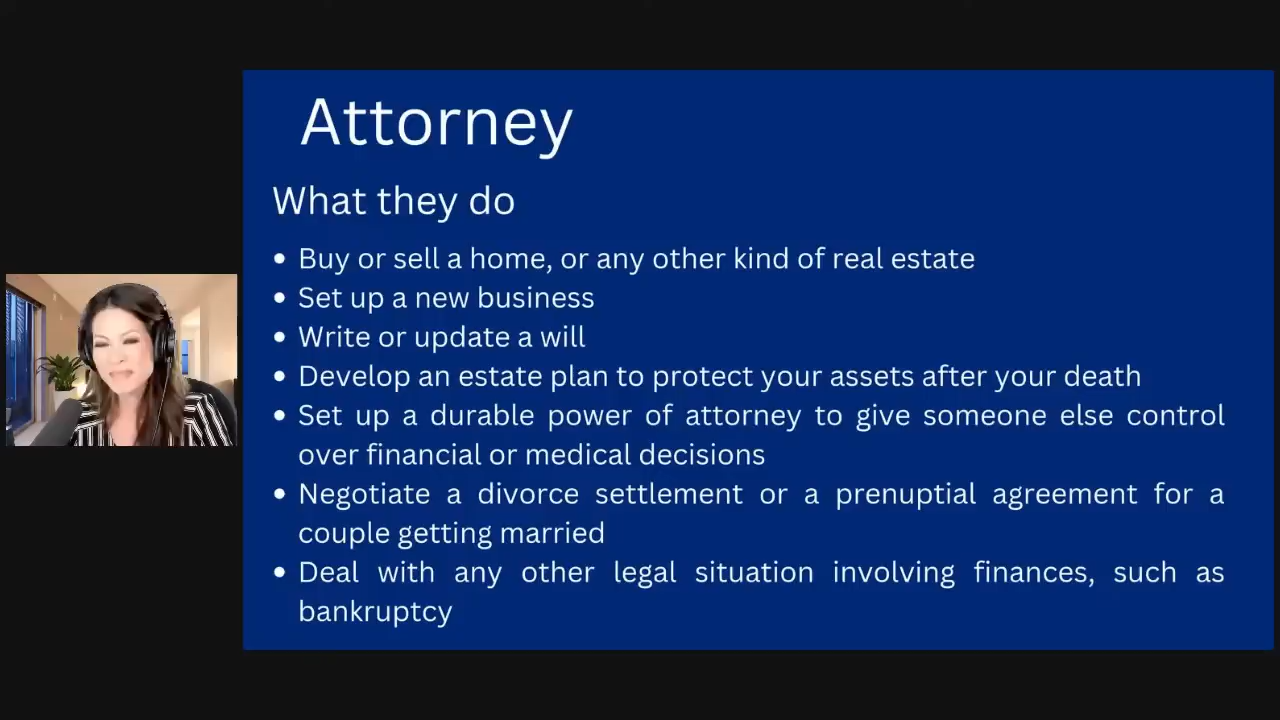 Attorney
What they do
• Buy or sell a home, or any other kind of real estate
• Set up a new business
• Write or update a will
• Develop an estate plan to protect your assets after your death
• Set up a durable power of attorney to give someone else control
over financial or medical decisions
• Negotiate a divorce settlement or a prenuptial agreement for a
couple getting married
• Deal with any other legal situation involving finances, such as
bankruptcy